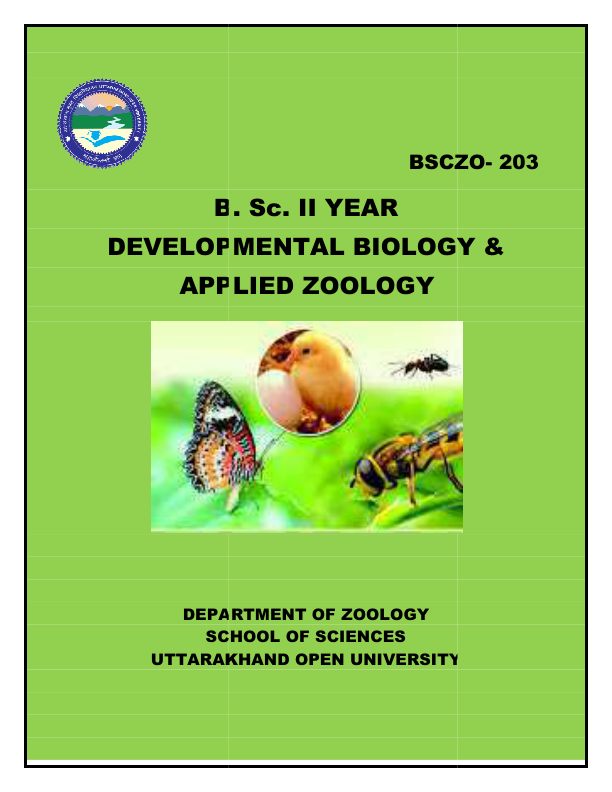 BSCZO- 203
B. Sc. II YEAR
DEVELOPMENTAL BIOLOGY &
APPLIED ZOOLOGY
DEPARTMENT OF ZOOLOGY
SCHOOL OF SCIENCES
UTTARAKHAND OPEN UNIVERSITY